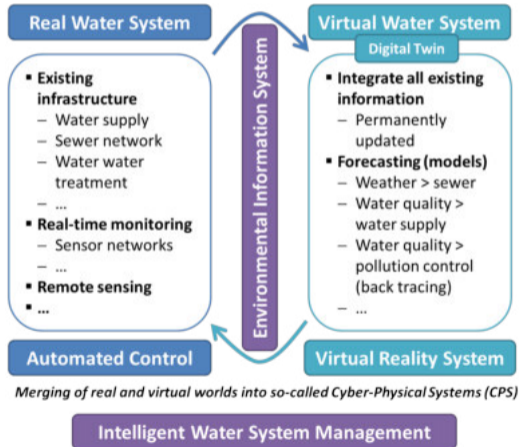 Real Water System
▪ Existing
infrastructure
– Water supply
– Sewer network
– Water water
treatment
– ...
▪ Real-time monitoring
– Sensor networks
– ...
▪ Remote sensing
▪ ...
Automated Control
Environmental Information System
Virtual Water System
Digital Twin
▪ Integrate all existing
information
– Permanently
updated
▪ Forecasting (models)
– Weather > sewer
– Water quality >
water supply
– Water quality >
pollution control
(back tracing)
– ...
Virtual Reality System
Merging of real and virtual worlds into so-called Cyber-Physical Systems (CPS)
Intelligent Water System Management